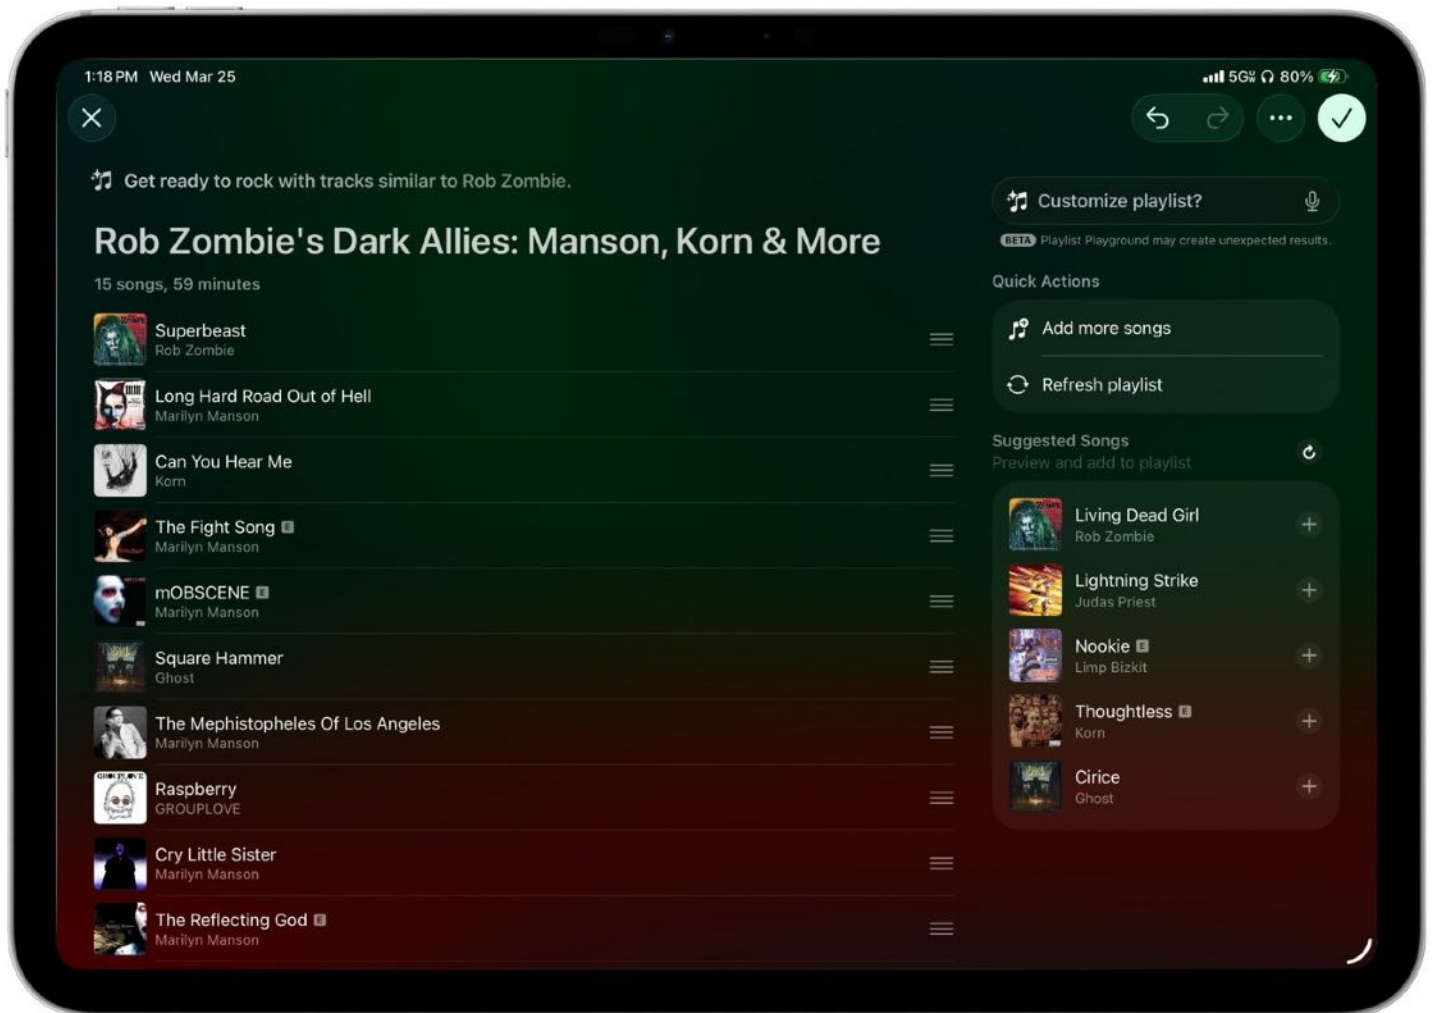 1:18 PM Wed Mar 25
5G 80%
Get ready to rock with tracks similar to Rob Zombie.
Rob Zombie's Dark Allies: Manson, Korn & More
15 songs, 59 minutes
Superbeast
Rob Zombie
Long Hard Road Out of Hell
Marilyn Manson
Can You Hear Me
Korn
The Fight Song E
Marilyn Manson
mOBSCENE E
Marilyn Manson
Square Hammer
Ghost
The Mephistopheles Of Los Angeles
Marilyn Manson
GROUPLOVE
Raspberry
GROUPLOVE
Cry Little Sister
Marilyn Manson
The Reflecting God E
Marilyn Manson
Customize playlist?
BETA Playlist Playground may create unexpected results.
Quick Actions
Add more songs
Refresh playlist
Suggested Songs
Preview and add to playlist
Living Dead Girl
Rob Zombie
Lightning Strike
Judas Priest
Nookie E
Limp Bizkit
Thoughtless E
Korn
Cirice
Ghost